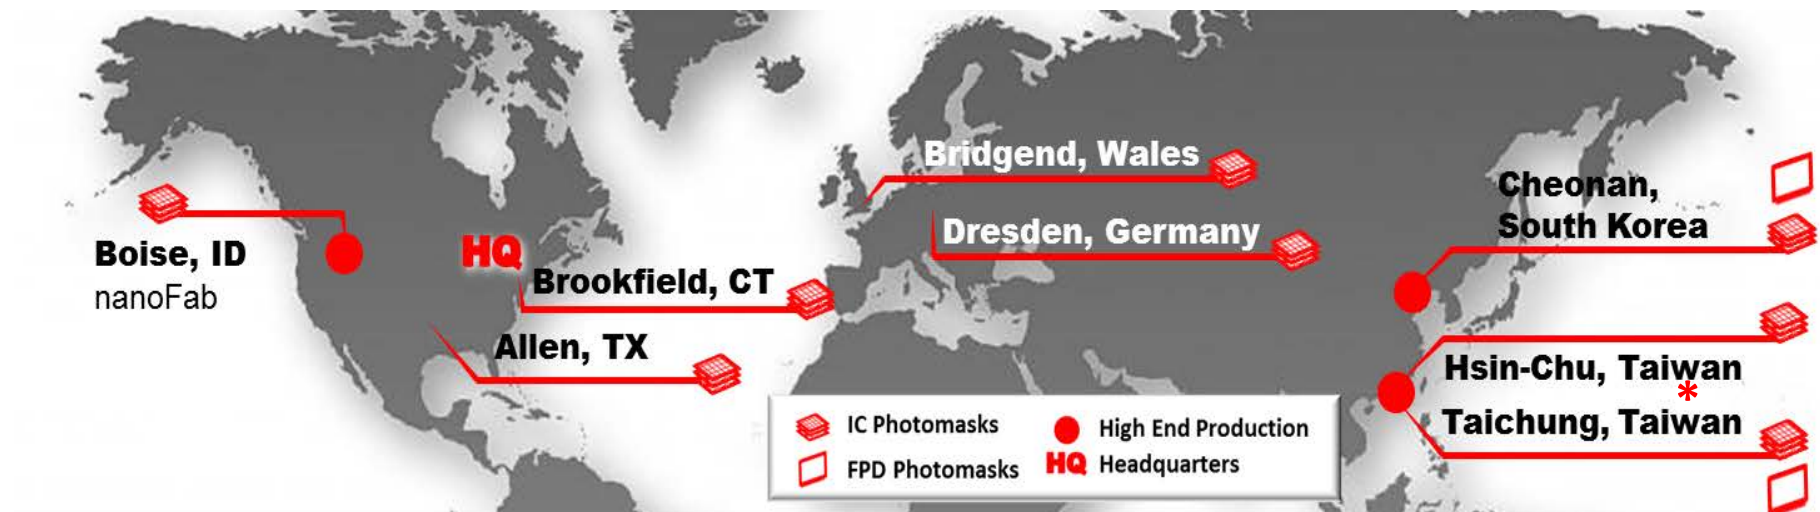 Boise, ID
nanoFab
HQ
Brookfield, CT
Allen, TX
Bridgend, Wales
Dresden, Germany
Cheonan,
South Korea
Hsin-Chu, Taiwan
*
Taichung, Taiwan
IC Photomasks
High End Production
FPD Photomasks
HQ Headquarters